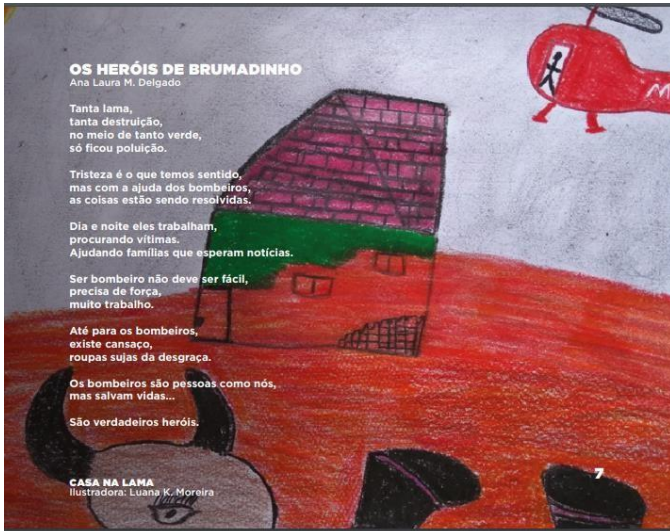 OS HERÓIS DE BRUMADINHO
Ana Laura M. Delgado
Tanta lama,
tanta destruição,
no meio de tanto verde,
só ficou poluição.
Tristeza é o que temos sentido,
mas com a ajuda dos bombeiros,
as coisas estão sendo resolvidas.
Dia e noite eles trabalham,
procurando vítimas.
Ajudando famílias que esperam notícias.
Ser bombeiro não deve ser fácil,
precisa de força,
muito trabalho.
Até para os bombeiros,
existe cansaço,
roupas sujas da desgraça.
Os bombeiros são pessoas como nós,
mas salvam vidas...
São verdadeiros heróis.
7
CASA NA LAMA
Ilustradora: Luana K. Moreira
M